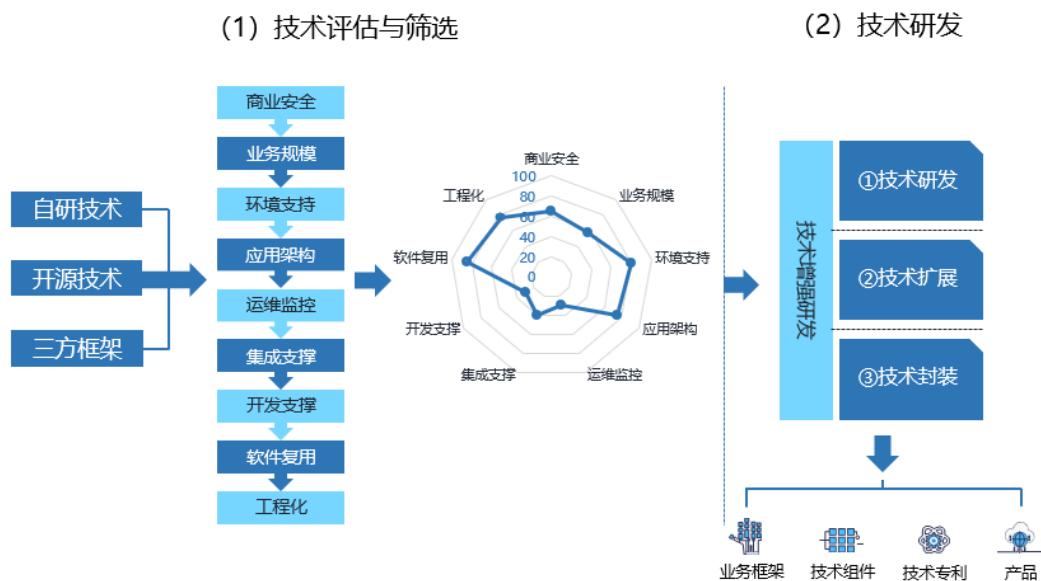 （1）技术评估与筛选
（2）技术研发
自研技术
开源技术
三方框架
商业安全
业务规模
环境支持
应用架构
运维监控
集成支撑
开发支撑
软件复用
工程化
商业安全
业务规模
环境支持
应用架构
运维监控
集成支撑
开发支撑
软件复用
工程化
100
80
60
40
20
0
技术增强研发
①技术研发
②技术扩展
③技术封装
业务框架
技术组件
技术专利
产品